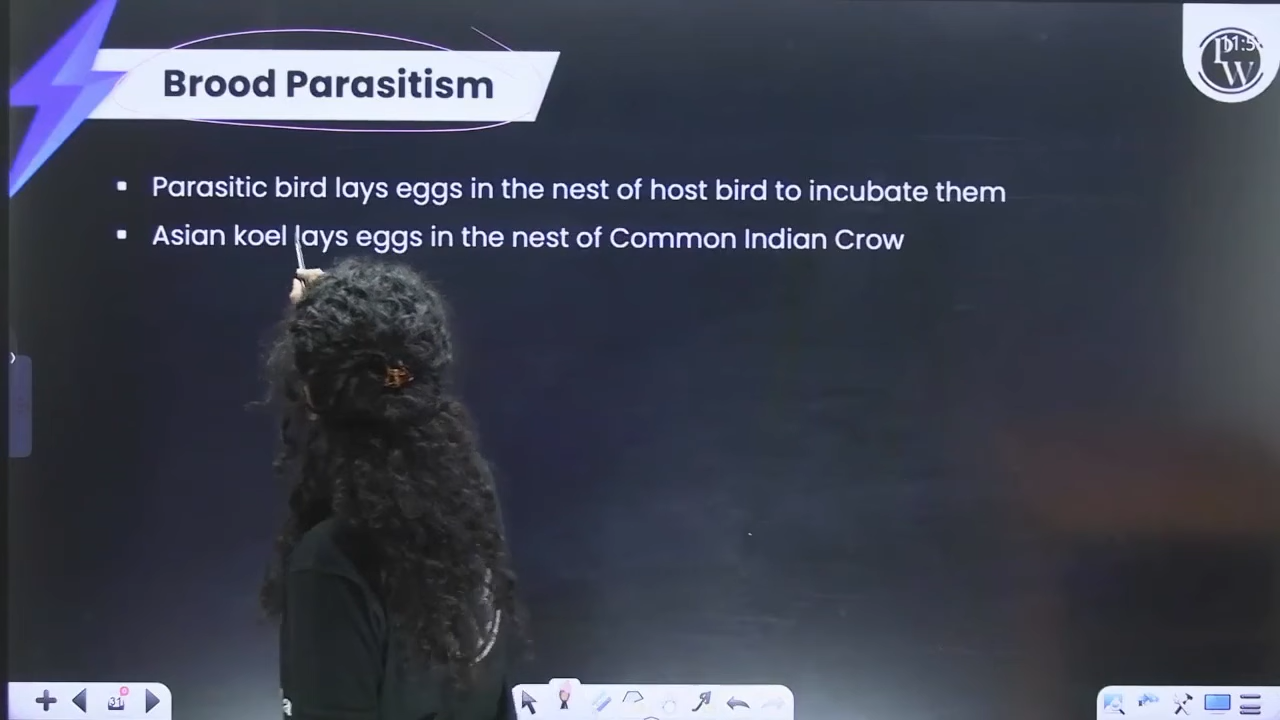 Brood Parasitism
Parasitic bird lays eggs in the nest of host bird to incubate them
Asian koel lays eggs in the nest of Common Indian Crow
31